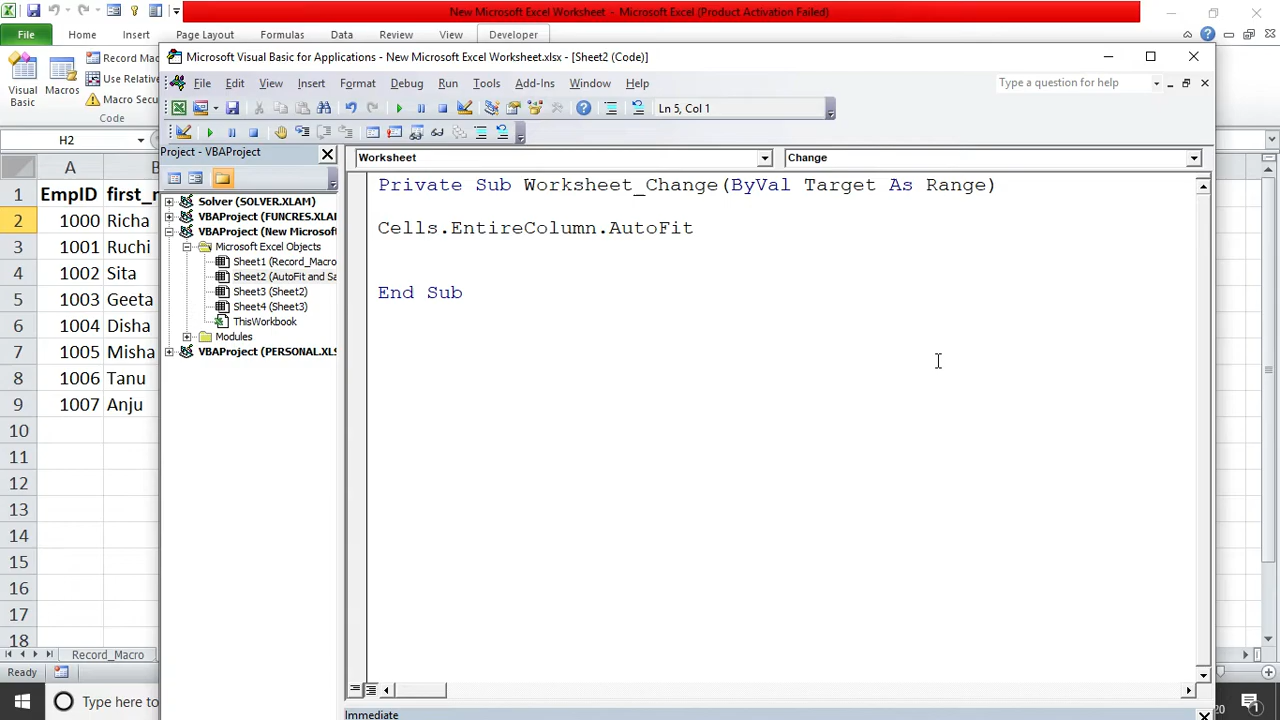 New Microsoft Excel Worksheet - Microsoft Excel (Product Activation Failed)
File Home Insert Page Layout Formulas Data Review View Developer
Microsoft Visual Basic for Applications - New Microsoft Excel Worksheet.xlsx - [Sheet2 (Code)]
Visual Basic
Macros
Record Mac
Use Relative
Macro Secu
Code
File Edit View Insert Format Debug Run Tools Add-Ins Window Help
Type a question for help
Ln 5, Col 1
H2
Project - VBAProject
Solver (SOLVER.XLAM)
VBAProject (FUNCRES.XLAM
VBAProject (New Microsoft
Microsoft Excel Objects
Sheet1 (Record_Macro
Sheet2 (AutoFit and Sa
Sheet3 (Sheet2)
Sheet4 (Sheet3)
ThisWorkbook
Modules
VBAProject (PERSONAL.XLS
Worksheet
Change
Private Sub Worksheet_Change(ByVal Target As Range)
Cells.EntireColumn.AutoFit
End Sub
A
1 EmpID first_n
2 1000 Richa
3 1001 Ruchi
4 1002 Sita
5 1003 Geeta
6 1004 Disha
7 1005 Misha
8 1006 Tanu
9 1007 Anju
10
11
12
13
14
15
16
17
18
Record_Macro
Ready
Immediate
Type here to
20
1